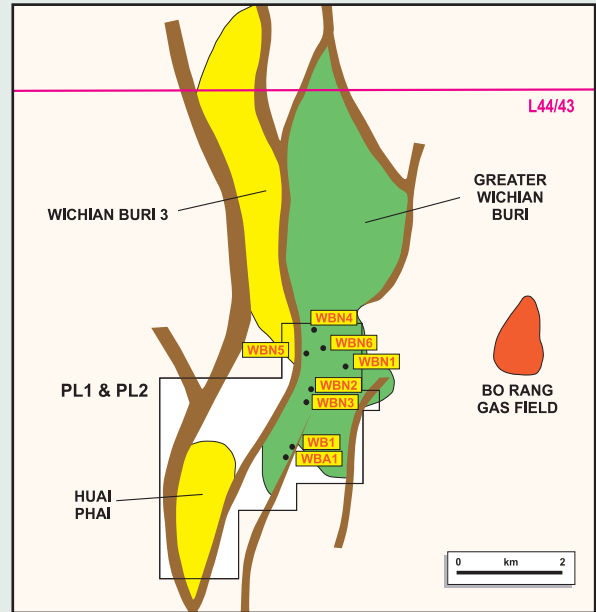 L44/43
WICHIAN BURI 3
GREATER
WICHIAN
BURI
WBN4
WBN6
WBN5
WBN1
PL1 & PL2
WBN2
WBN3
BO RANG
GAS FIELD
WB1
WBA1
HUAI
PHAI
km
0 2